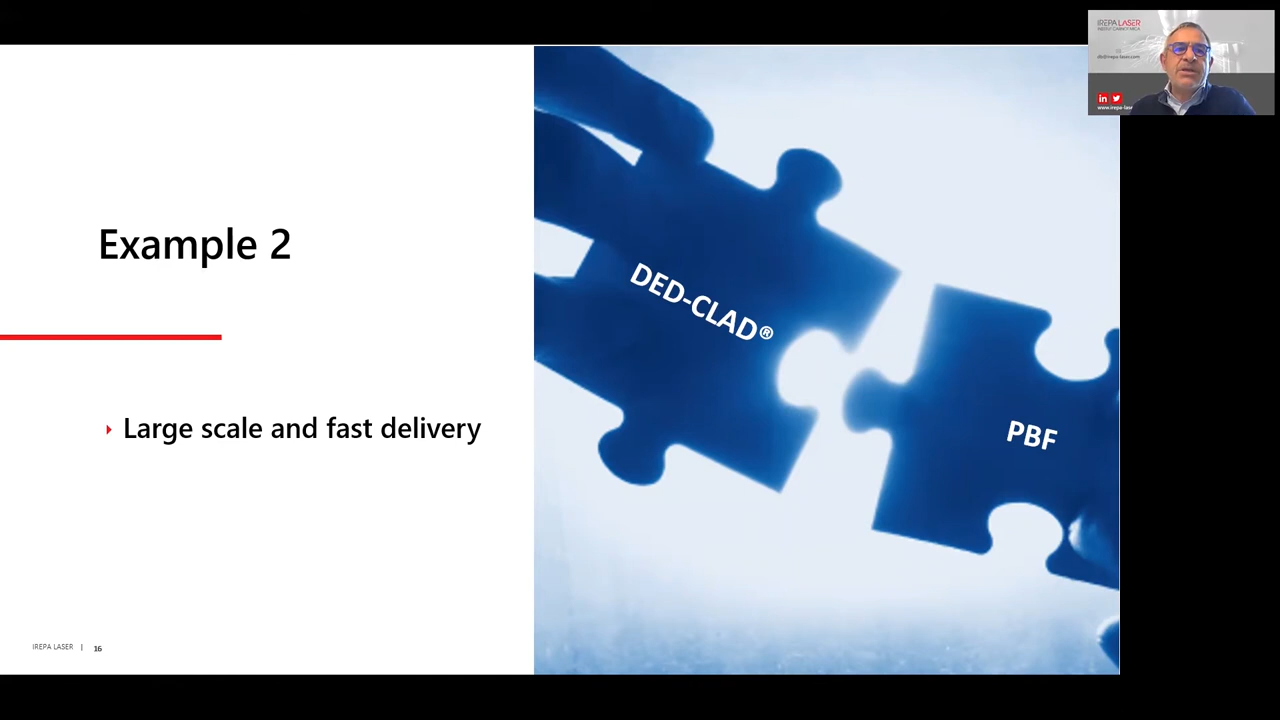 Example 2
Large scale and fast delivery
DED-CLAD®
PBF
IREPA LASER | 16
IREPA LASER